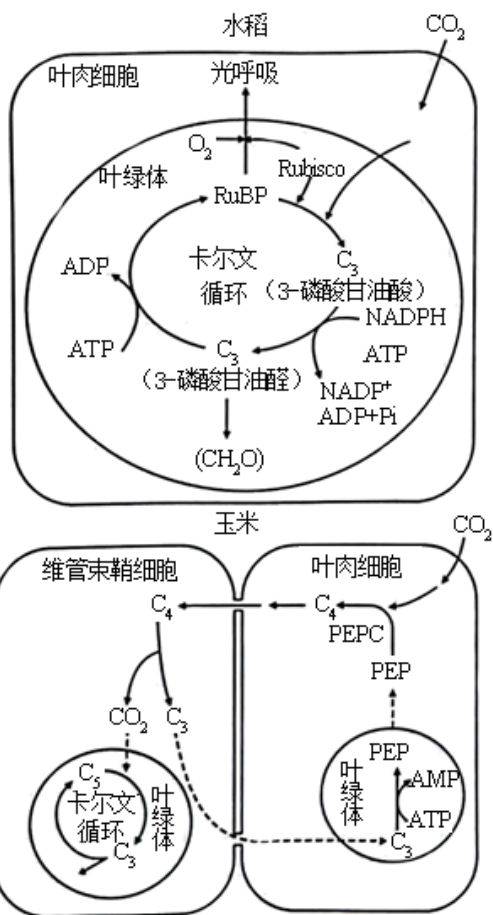 水稻
CO₂
叶肉细胞
光呼吸
O₂
Rubisco
叶绿体
RuBP
ADP
卡尔文
循环
C₃
(3-磷酸甘油酸)
NADPH
ATP
C₃
ATP
(3-磷酸甘油醛)
NADP⁺
ADP+Pi
(CH₂O)
玉米
CO₂
维管束鞘细胞
叶肉细胞
C₄
C₄
PEPC
PEP
CO₂
C₃
PEP
C₅
卡尔文
循环
叶绿体
C₃
叶绿体
AMP
ATP
C₃